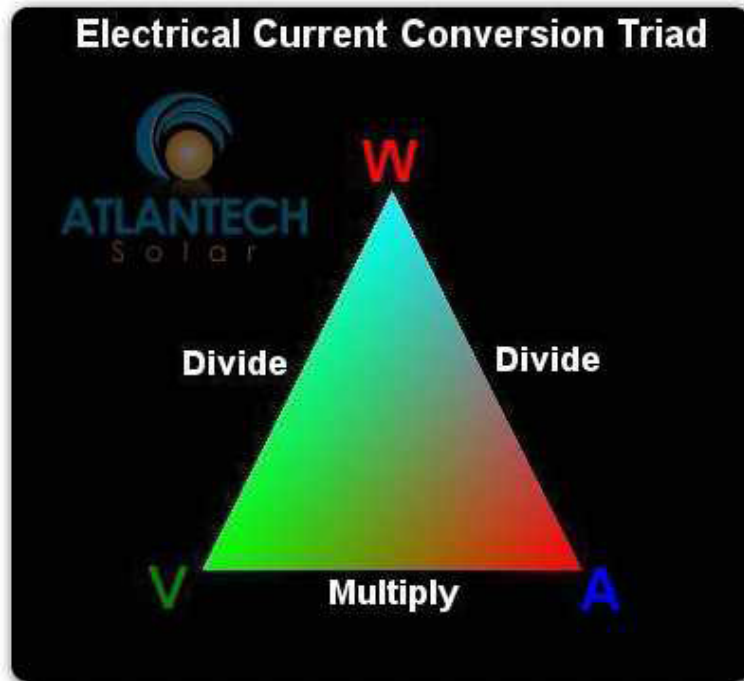 Electrical Current Conversion Triad
W
ATLANTECH
Solar
Divide
Divide
V
Multiply
A